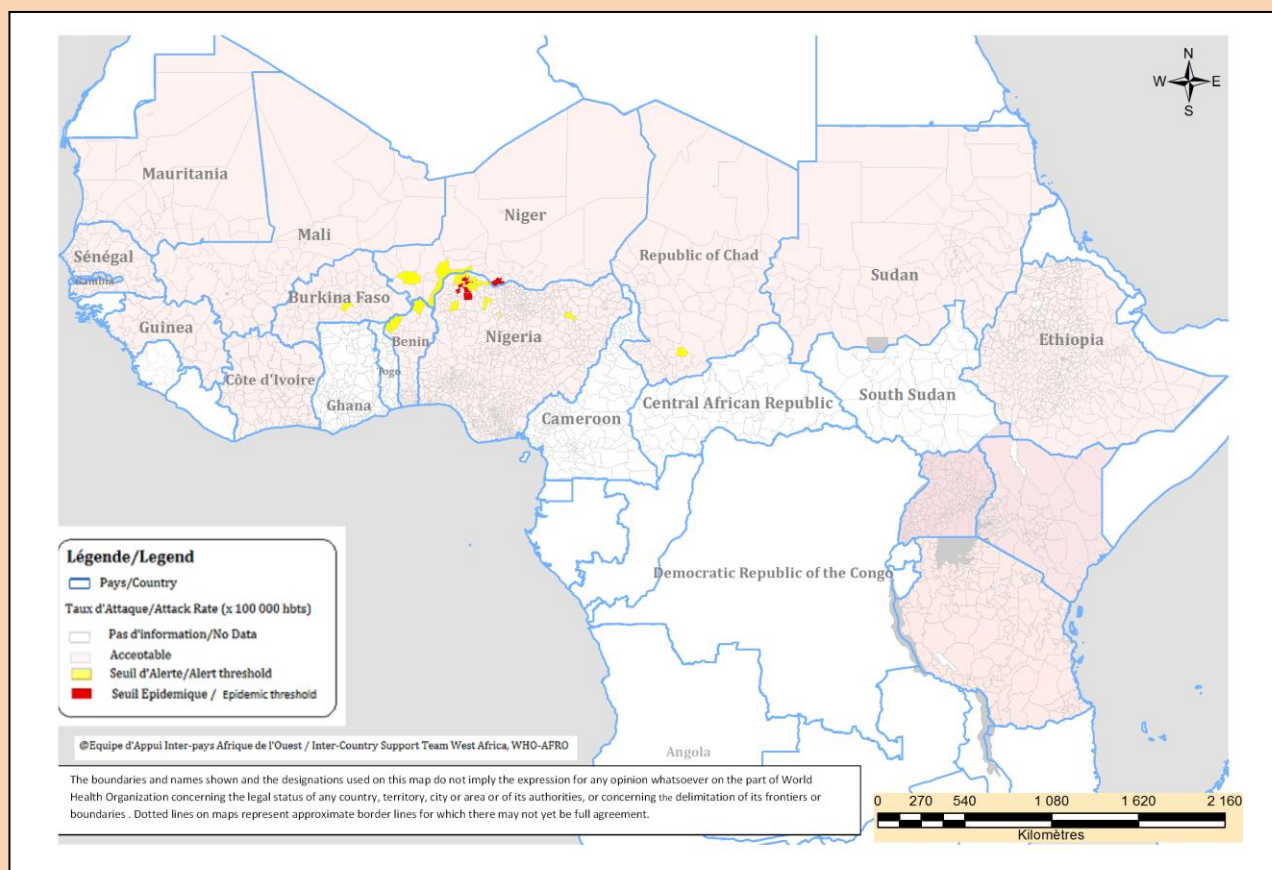 N
W E
S
Mauritania
Mali
Niger
Republic of Chad
Sudan
Sénégal
Gambia
Burkina Faso
Guinea
Benin
Nigeria
Ethiopia
Côte d'Ivoire
Togo
Ghana
Cameroon
Central African Republic
South Sudan
Democratic Republic of the Congo
Angola
Légende/Legend
Pays/Country
Taux d'Attaque/Attack Rate (x 100 000 hbts)
Pas d'information/No Data
Acceptable
Seuil d'Alerte/Alert threshold
Seuil Epidemique / Epidemic threshold
@Equipe d'Appui Inter-pays Afrique de l'Ouest / Inter-Country Support Team West Africa, WHO-AFRO
The boundaries and names shown and the designations used on this map do not imply the expression for any opinion whatsoever on the part of World
Health Organization concerning the legal status of any country, territory, city or area or of its authorities, or concerning the delimitation of its frontiers or
boundaries . Dotted lines on maps represent approximate border lines for which there may not yet be full agreement.
0 270 540 1 080 1 620 2 160
Kilomètres